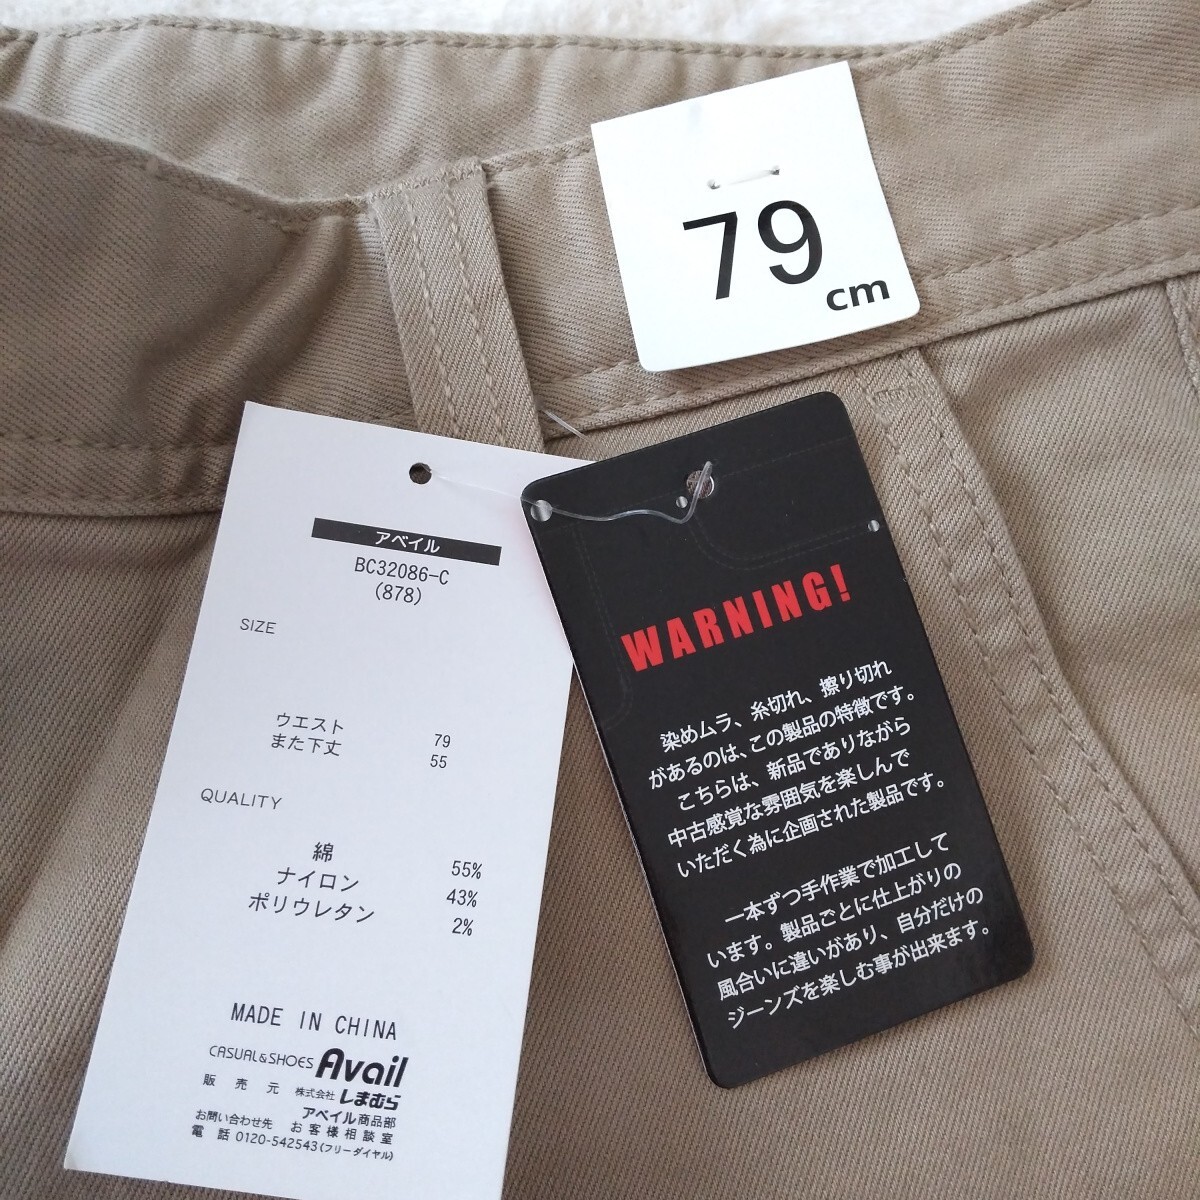 79
cm
アベイル
BC32086-C
(878)
SIZE
ウエスト 79
また下丈 55
QUALITY
綿 55%
ナイロン 43%
ポリウレタン 2%
MADE IN CHINA
CASUAL&SHOES Avail
販売元 株式会社 しまむら
アベイル商品部
お問い合わせ先 お客様相談室
電話 0120-542543(フリーダイヤル)
WARNING!
染めムラ、糸切れ、擦り切れ
があるのは、この製品の特徴です。
こちらは、新品でありながら
中古感覚な雰囲気を楽しんで
いただく為に企画された製品です。
一本ずつ手作業で加工して
います。製品ごとに仕上がりの
風合いに違いがあり、自分だけの
ジーンズを楽しむ事が出来ます。